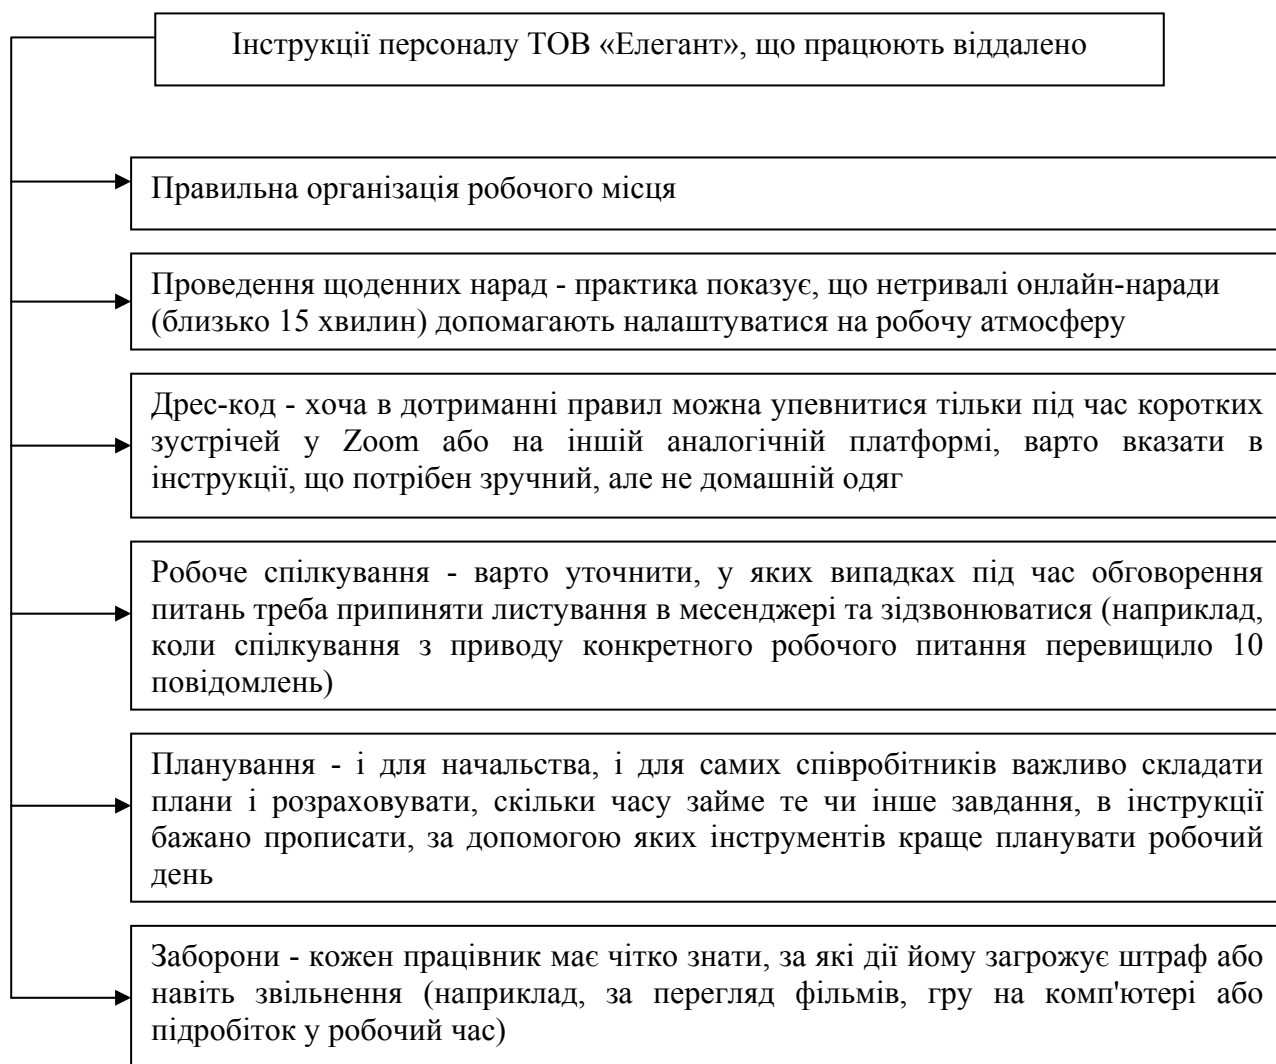 Інструкції персоналу ТОВ «Елегант», що працюють віддалено
Правильна організація робочого місця
Проведення щоденних нарад - практика показує, що нетривалі онлайн-наради
(близько 15 хвилин) допомагають налаштуватися на робочу атмосферу
Дрес-код - хоча в дотриманні правил можна упевнитися тільки під час коротких
зустрічей у Zoom або на іншій аналогічній платформі, варто вказати в
інструкції, що потрібен зручний, але не домашній одяг
Робоче спілкування - варто уточнити, у яких випадках під час обговорення
питань треба припиняти листування в месенджері та зідзвонюватися (наприклад,
коли спілкування з приводу конкретного робочого питання перевищило 10
повідомлень)
Планування - і для начальства, і для самих співробітників важливо складати
плани і розраховувати, скільки часу займе те чи інше завдання, в інструкції
бажано прописати, за допомогою яких інструментів краще планувати робочий
день
Заборони - кожен працівник має чітко знати, за які дії йому загрожує штраф або
навіть звільнення (наприклад, за перегляд фільмів, гру на комп'ютері або
підробіток у робочий час)